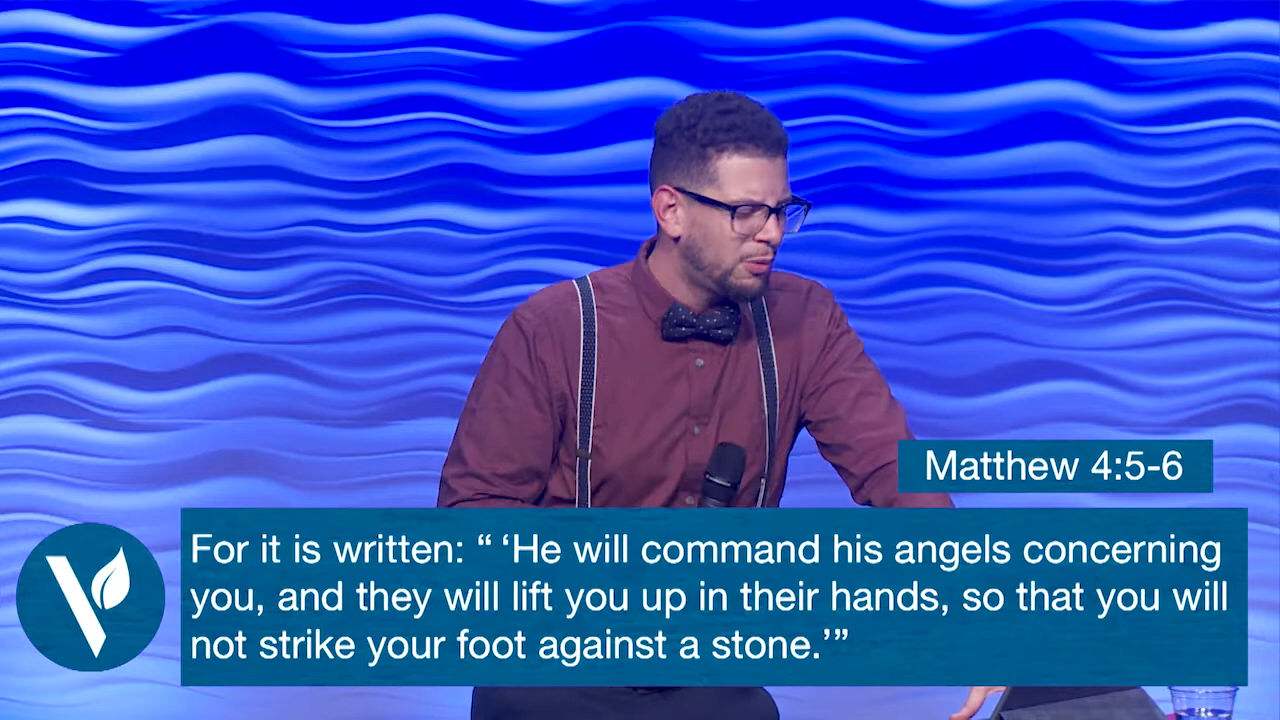 Matthew 4:5-6
For it is written: “ ‘He will command his angels concerning
you, and they will lift you up in their hands, so that you will
not strike your foot against a stone.’”